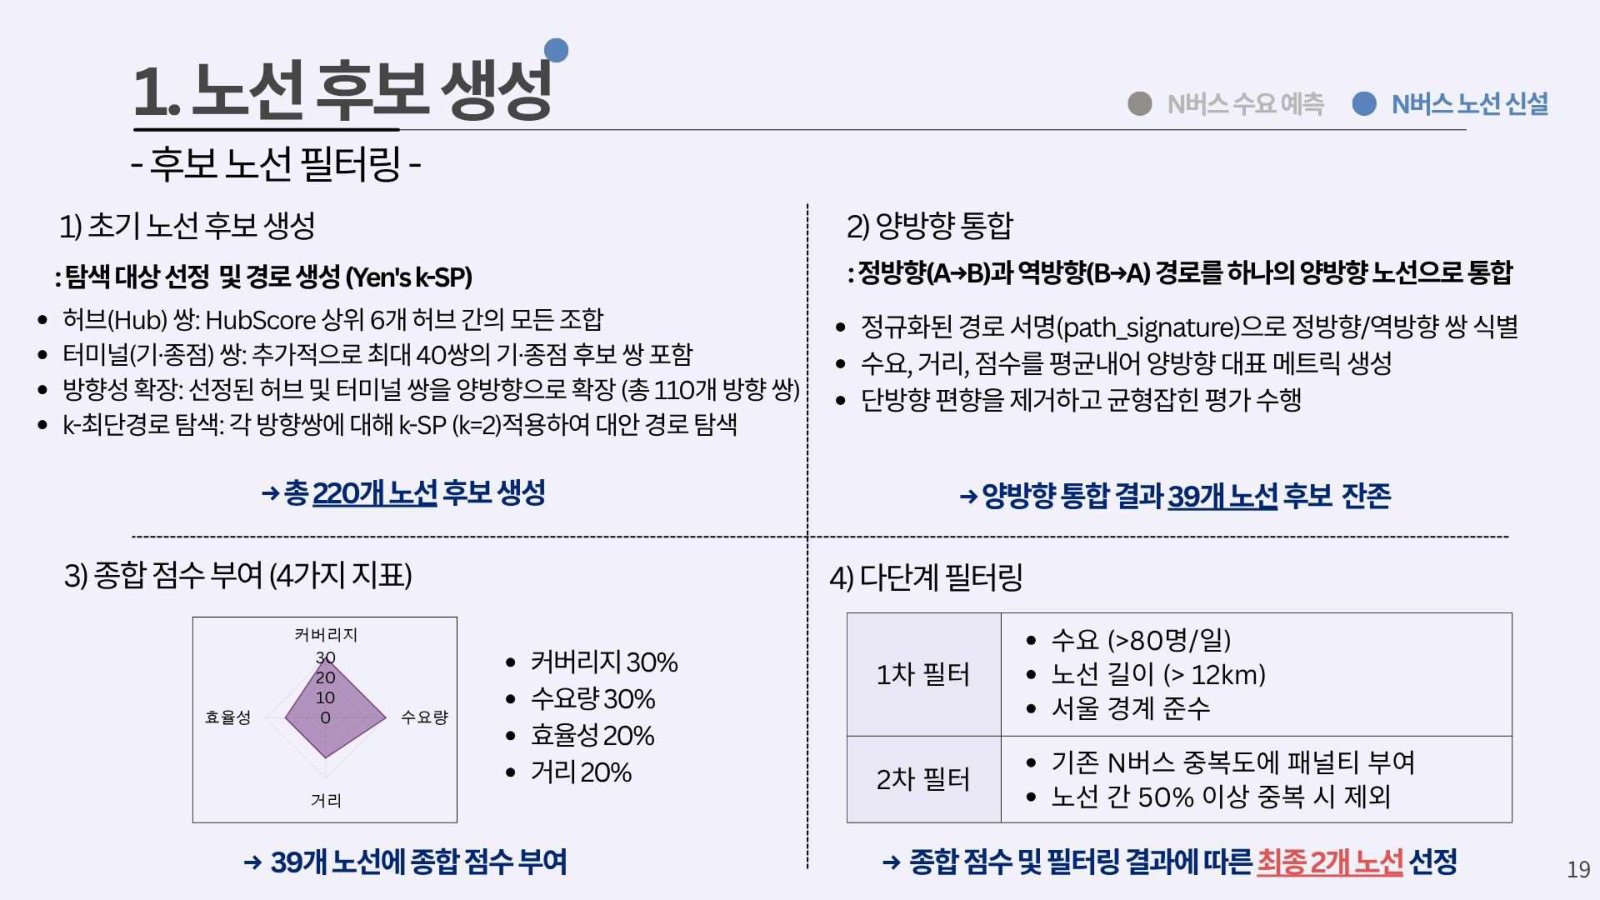 1. 노선 후보 생성
N버스 수요 예측
N버스 노선 신설
- 후보 노선 필터링 -
1) 초기 노선 후보 생성
: 탐색 대상 선정 및 경로 생성 (Yen's k-SP)
• 허브(Hub) 쌍: HubScore 상위 6개 허브 간의 모든 조합
• 터미널(기·종점) 쌍: 추가적으로 최대 40쌍의 기·종점 후보 쌍 포함
• 방향성 확장: 선정된 허브 및 터미널 쌍을 양방향으로 확장 (총 110개 방향 쌍)
• k-최단경로 탐색: 각 방향쌍에 대해 k-SP (k=2)적용하여 대안 경로 탐색
→ 총 220개 노선 후보 생성
2) 양방향 통합
: 정방향(A→B)과 역방향(B→A) 경로를 하나의 양방향 노선으로 통합
• 정규화된 경로 서명(path_signature)으로 정방향/역방향 쌍 식별
• 수요, 거리, 점수를 평균내어 양방향 대표 메트릭 생성
• 단방향 편향을 제거하고 균형잡힌 평가 수행
→ 양방향 통합 결과 39개 노선 후보 잔존
3) 종합 점수 부여 (4가지 지표)
커버리지
30
20
10
0
효율성
수요량
거리
• 커버리지 30%
• 수요량 30%
• 효율성 20%
• 거리 20%
→ 39개 노선에 종합 점수 부여
4) 다단계 필터링
1차 필터
• 수요 (>80명/일)
• 노선 길이 (> 12km)
• 서울 경계 준수
2차 필터
• 기존 N버스 중복도에 패널티 부여
• 노선 간 50% 이상 중복 시 제외
→ 종합 점수 및 필터링 결과에 따른 최종 2개 노선 선정
19